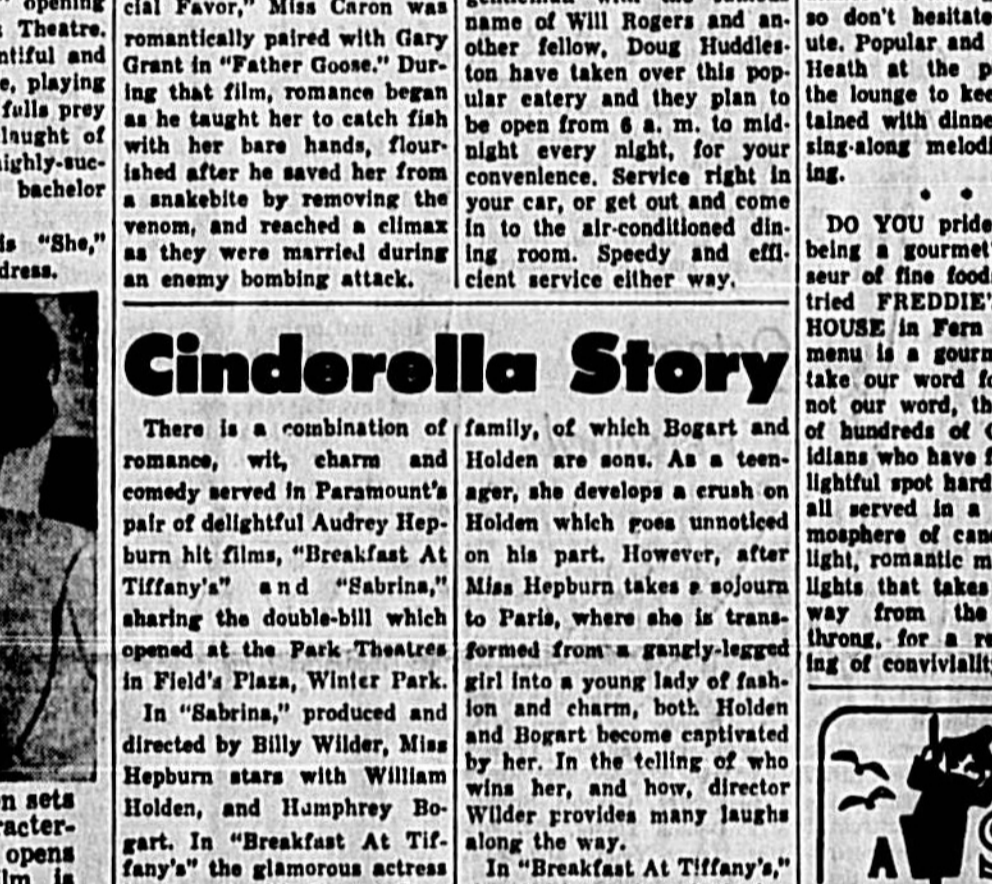 opening
Theatre.
and
e, playing
falls prey
of
bachelor
is "She,"
dress.
n sets
racter-
opens
cial Favor," Miss Caron was
romantically paired with Gary
Grant in "Father Goose." Dur-
ing that film, romance began
as he taught her to catch fish
with her bare hands, flour-
ished after he saved her from
a snakebite by removing the
venom, and reached a climax
as they were married during
an enemy bombing attack.
name of Will Rogers and an-
other fellow, Doug Huddles-
ton have taken over this pop-
ular eatery and they plan to
be open from 6 a. m. to mid-
night every night, for your
convenlence. Service right in
your car, or get out and come
in to the air-conditioned din-
ing room. Speedy and effi-
cient service either way.
Cinderella Story
There is a combination of
romance, wit, charm and
comedy served in Paramount's
pair of delightful Audrey Hep-
burn hit films, "Breakfast At
Tiffany's" and "Sabrina,"
sharing the double-bill which
opened at the Park Theatres
in Field's Plaza, Winter Park.
In "Sabrina," produced and
directed by Billy Wilder, Miss
Hepburn stars with William
Holden, and Humphrey Bo-
gart. In "Breakfast At Tif-
fany's" the glamorous actress
family, of which Bogart and
Holden are sons. As a teen-
ager, she develops a crush on
Holden which goes unnoticed
on his part. However, after
Miss Hepburn takes a sojourn
to Paris, where she is trans-
formed from a gangly-legged
girl into a young lady of fash-
ion and charm, both Holden
and Bogart become captivated
by her. In the telling of who
wins her, and how, director
Wilder provides many laughs
along the way.
In "Breakfast At Tiffany's,"
so don't hesitate
ute. Popular and
Heath at the p
the lounge to kee
tained with dinne
sing-along melodi
ing.
DO YOU pride
being a gourmet
seur of fine food
tried FREDDIE'
HOUSE in Fern
menu is a gourm
take our word fo
not our word, th
of hundreds of
idians who have f
lightful spot hard
all served in a
mosphere of can
light, romantic m
lights that takes
way from the
throng, for a re
ing of conviviality
A